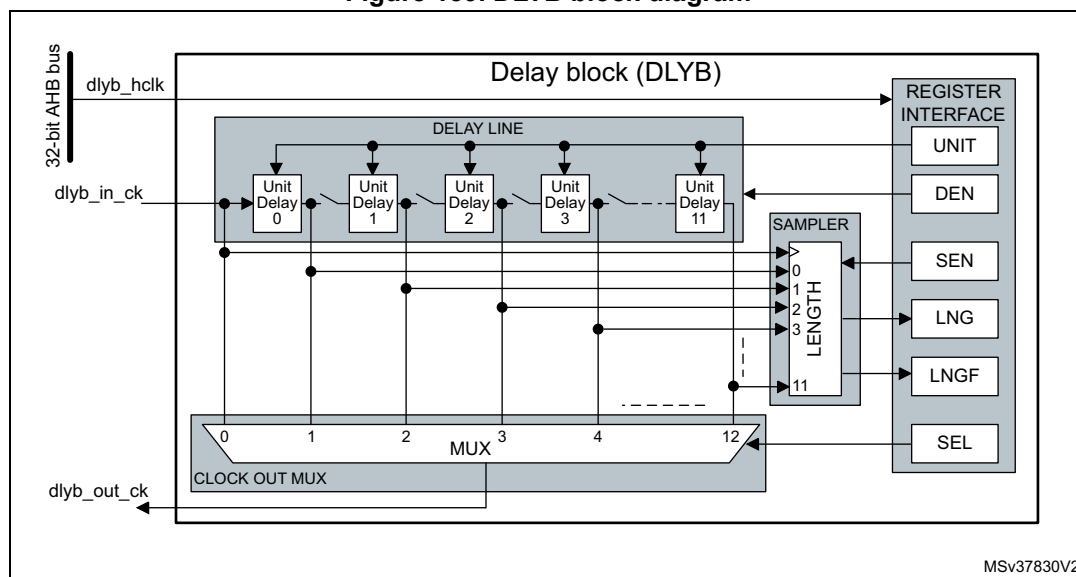 32-bit AHB bus
dlyb_hclk
Delay block (DLYB)
REGISTER
INTERFACE
DELAY LINE
UNIT
dlyb_in_ck
Unit
Delay
0
Unit
Delay
1
Unit
Delay
2
Unit
Delay
3
Unit
Delay
11
DEN
SAMPLER
SEN
0
1
2
3
11
LENGTH
LNG
LNGF
0
1
2
3
4
12
MUX
SEL
CLOCK OUT MUX
dlyb_out_ck
MSv37830V2